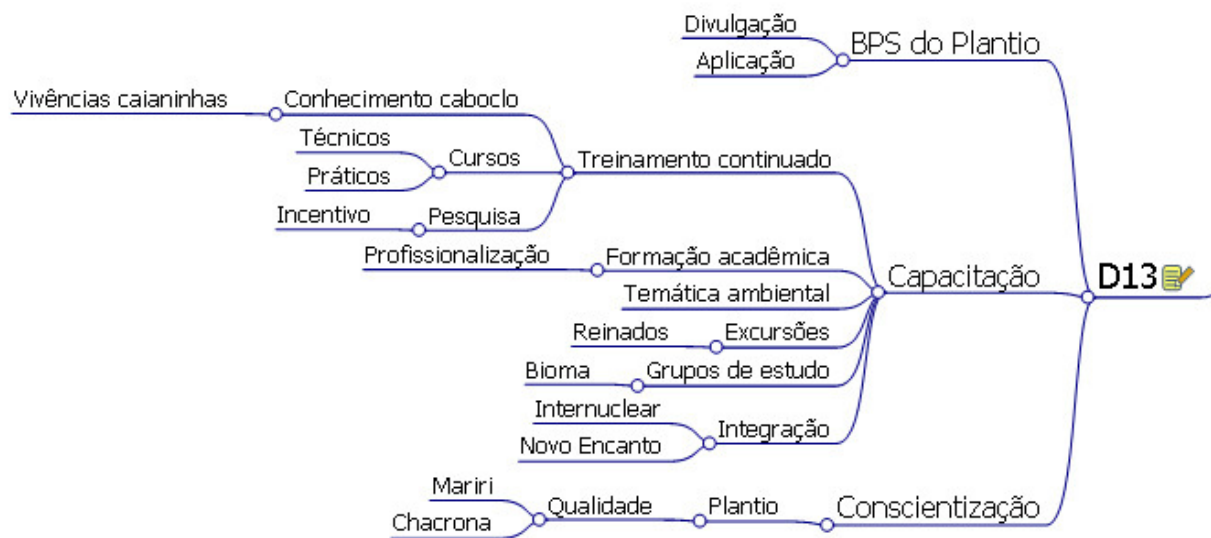 Divulgação
BPS do Plantio
Aplicação
Vivências caianinhas
Conhecimento caboclo
Técnicos
Cursos
Práticos
Treinamento continuado
Incentivo
Pesquisa
Profissionalização
Formação acadêmica
Capacitação
D13
Temática ambiental
Reinados
Excursões
Bioma
Grupos de estudo
Internuclear
Integração
Novo Encanto
Mariri
Qualidade
Plantio
Conscientização
Chacrona